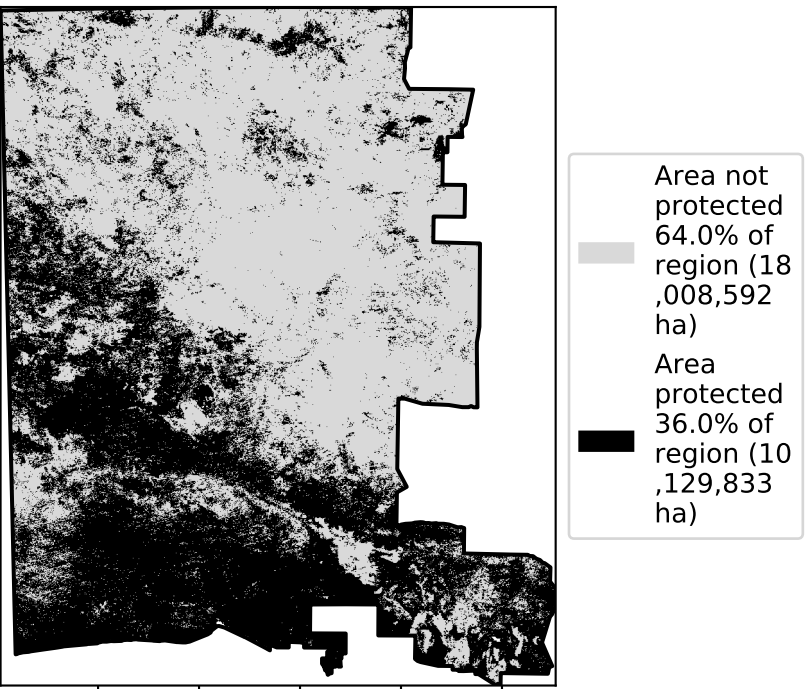 Area not
protected
64.0% of
region (18
,008,592
ha)
Area
protected
36.0% of
region (10
,129,833
ha)